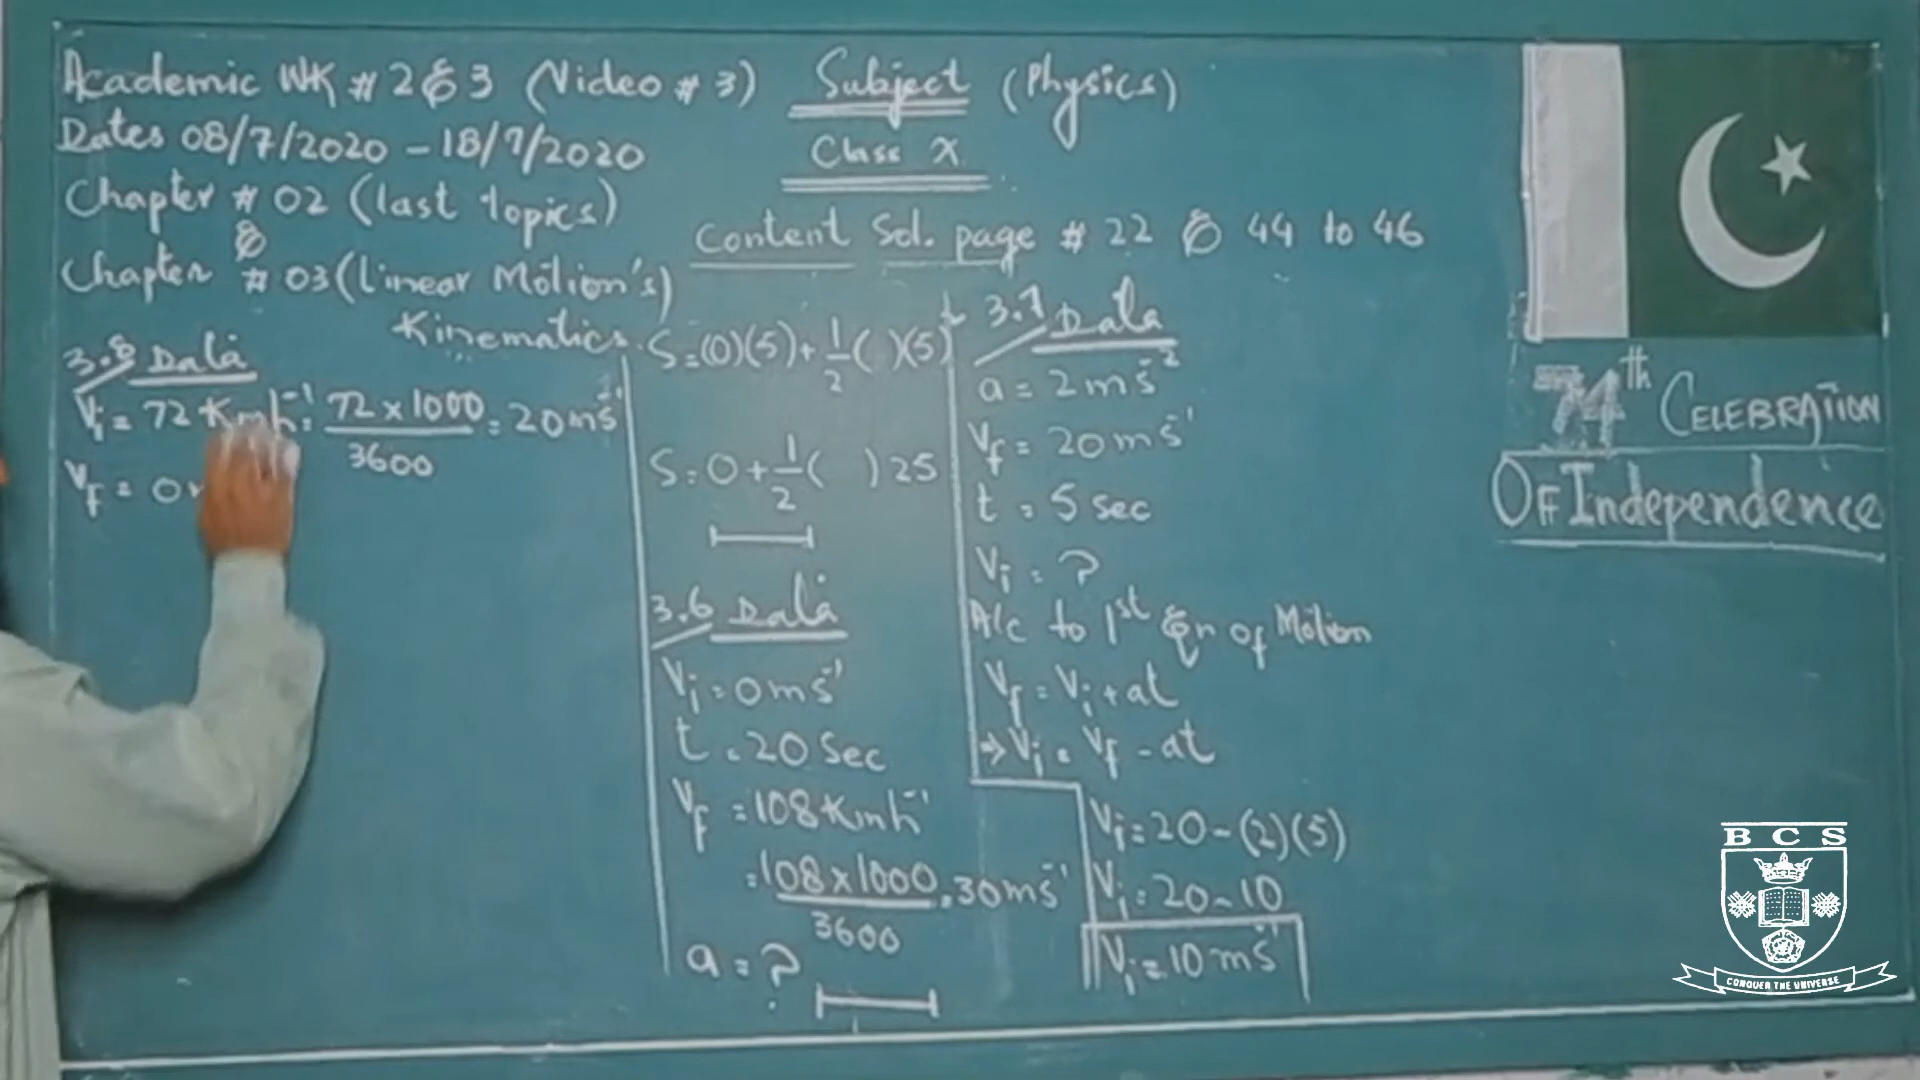 Academic WK # 2 & 3 (Video # 3)
Subject (Physics)
Dates 08/7/2020 - 18/7/2020
Class X
Chapter # 02 (last topics)
&
Content Sol. page # 22 & 44 to 46
Chapter # 03 (Linear Motion's)
Kinematics.
3.8 Data
Vi = 72 Kmh⁻¹ = 72 x 1000 / 3600 = 20 ms⁻¹
Vf = 0
S = (0)(5) + 1/2 ( )(5)
S = 0 + 1/2 ( ) 25
3.6 Data
Vi = 0 ms⁻¹
t = 20 Sec
Vf = 108 Kmh⁻¹
= 108 x 1000 / 3600 = 30 ms⁻¹
a = ?
3.7 Data
a = 2 ms⁻²
Vf = 20 ms⁻¹
t = 5 sec
Vi = ?
A/c to 1st Eqn of Motion
Vf = Vi + at
⇒ Vi = Vf - at
Vi = 20 - (2)(5)
Vi = 20 - 10
Vi = 10 ms⁻¹
74th CELEBRATION
OF Independence
BCS
CONQUER THE UNIVERSE